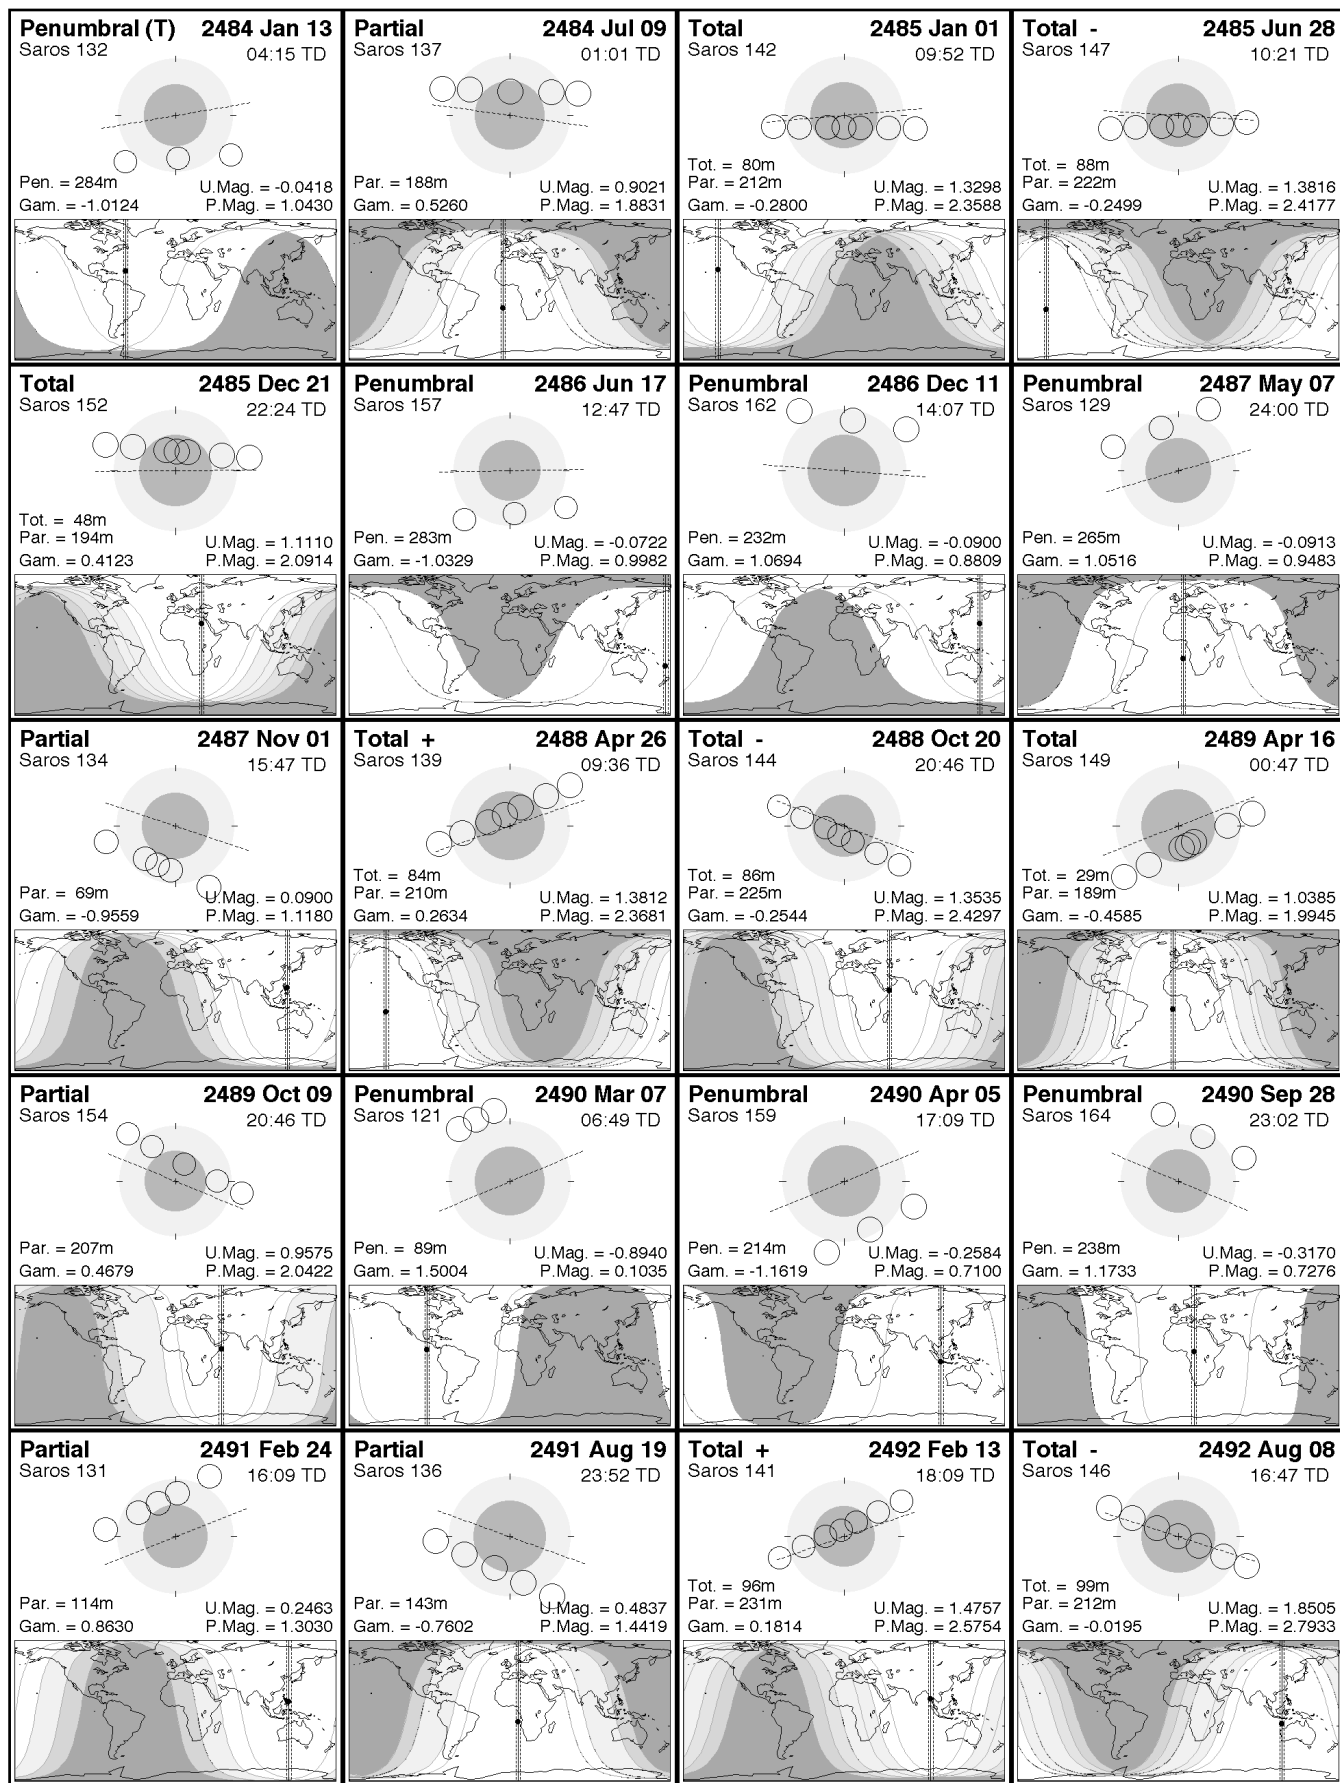 Penumbral (T) 2484 Jan 13
Saros 132 04:15 TD
Pen. = 284m U.Mag. = -0.0418
Gam. = -1.0124 P.Mag. = 1.0430
Partial 2484 Jul 09
Saros 137 01:01 TD
Par. = 188m U.Mag. = 0.9021
Gam. = 0.5260 P.Mag. = 1.8831
Total 2485 Jan 01
Saros 142 09:52 TD
Tot. = 80m
Par. = 212m U.Mag. = 1.3298
Gam. = -0.2800 P.Mag. = 2.3588
Total - 2485 Jun 28
Saros 147 10:21 TD
Tot. = 88m
Par. = 222m U.Mag. = 1.3816
Gam. = -0.2499 P.Mag. = 2.4177
Total 2485 Dec 21
Saros 152 22:24 TD
Tot. = 48m
Par. = 194m U.Mag. = 1.1110
Gam. = 0.4123 P.Mag. = 2.0914
Penumbral 2486 Jun 17
Saros 157 12:47 TD
Pen. = 283m U.Mag. = -0.0722
Gam. = -1.0329 P.Mag. = 0.9982
Penumbral 2486 Dec 11
Saros 162 14:07 TD
Pen. = 232m U.Mag. = -0.0900
Gam. = 1.0694 P.Mag. = 0.8809
Penumbral 2487 May 07
Saros 129 24:00 TD
Pen. = 265m U.Mag. = -0.0913
Gam. = 1.0516 P.Mag. = 0.9483
Partial 2487 Nov 01
Saros 134 15:47 TD
Par. = 69m U.Mag. = 0.0900
Gam. = -0.9559 P.Mag. = 1.1180
Total + 2488 Apr 26
Saros 139 09:36 TD
Tot. = 84m
Par. = 210m U.Mag. = 1.3812
Gam. = 0.2634 P.Mag. = 2.3681
Total - 2488 Oct 20
Saros 144 20:46 TD
Tot. = 86m
Par. = 225m U.Mag. = 1.3535
Gam. = -0.2544 P.Mag. = 2.4297
Total 2489 Apr 16
Saros 149 00:47 TD
Tot. = 29m
Par. = 189m U.Mag. = 1.0385
Gam. = -0.4585 P.Mag. = 1.9945
Partial 2489 Oct 09
Saros 154 20:46 TD
Par. = 207m U.Mag. = 0.9575
Gam. = 0.4679 P.Mag. = 2.0422
Penumbral 2490 Mar 07
Saros 121 06:49 TD
Pen. = 89m U.Mag. = -0.8940
Gam. = 1.5004 P.Mag. = 0.1035
Penumbral 2490 Apr 05
Saros 159 17:09 TD
Pen. = 214m U.Mag. = -0.2584
Gam. = -1.1619 P.Mag. = 0.7100
Penumbral 2490 Sep 28
Saros 164 23:02 TD
Pen. = 238m U.Mag. = -0.3170
Gam. = 1.1733 P.Mag. = 0.7276
Partial 2491 Feb 24
Saros 131 16:09 TD
Par. = 114m U.Mag. = 0.2463
Gam. = 0.8630 P.Mag. = 1.3030
Partial 2491 Aug 19
Saros 136 23:52 TD
Par. = 143m U.Mag. = 0.4837
Gam. = -0.7602 P.Mag. = 1.4419
Total + 2492 Feb 13
Saros 141 18:09 TD
Tot. = 96m
Par. = 231m U.Mag. = 1.4757
Gam. = 0.1814 P.Mag. = 2.5754
Total - 2492 Aug 08
Saros 146 16:47 TD
Tot. = 99m
Par. = 212m U.Mag. = 1.8505
Gam. = -0.0195 P.Mag. = 2.7933